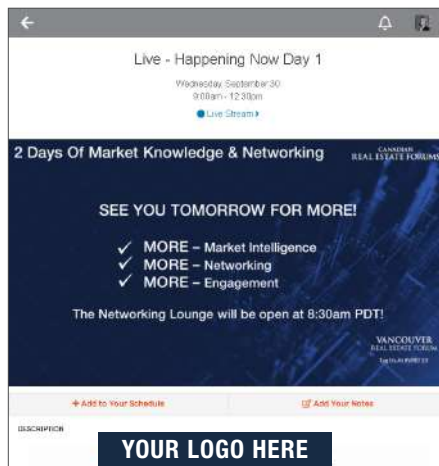 Live - Happening Now Day 1
Wednesday, September 30
9:00am - 12:30pm
Live Stream
2 Days Of Market Knowledge & Networking
CANADIAN
REAL ESTATE FORUMS
SEE YOU TOMORROW FOR MORE!
✓ MORE – Market Intelligence
✓ MORE – Networking
✓ MORE – Engagement
The Networking Lounge will be open at 8:30am PDT!
VANCOUVER
REAL ESTATE FORUM
+ Add to Your Schedule
Add Your Notes
DESCRIPTION
YOUR LOGO HERE